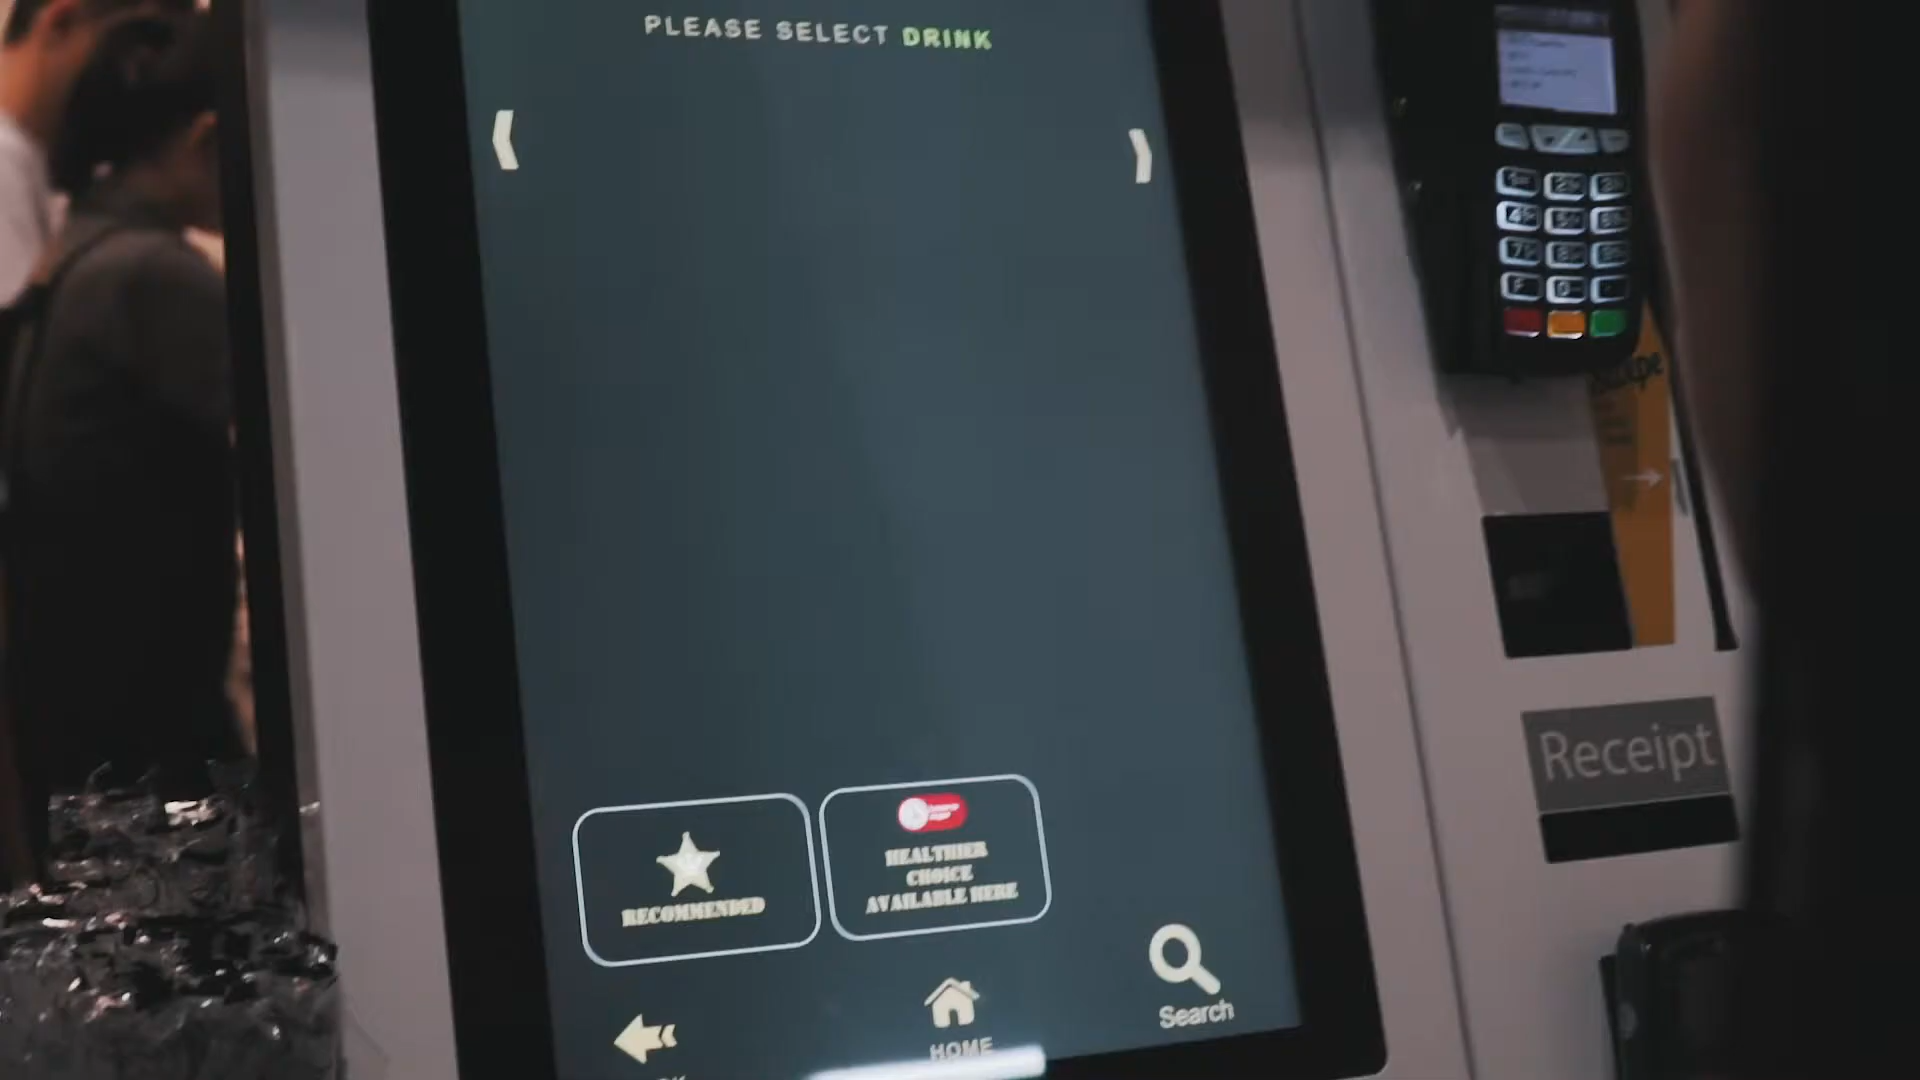 PLEASE SELECT DRINK
RECOMMENDED
HEALTHIER
CHOICE
AVAILABLE HERE
HOME
Search
Receipt